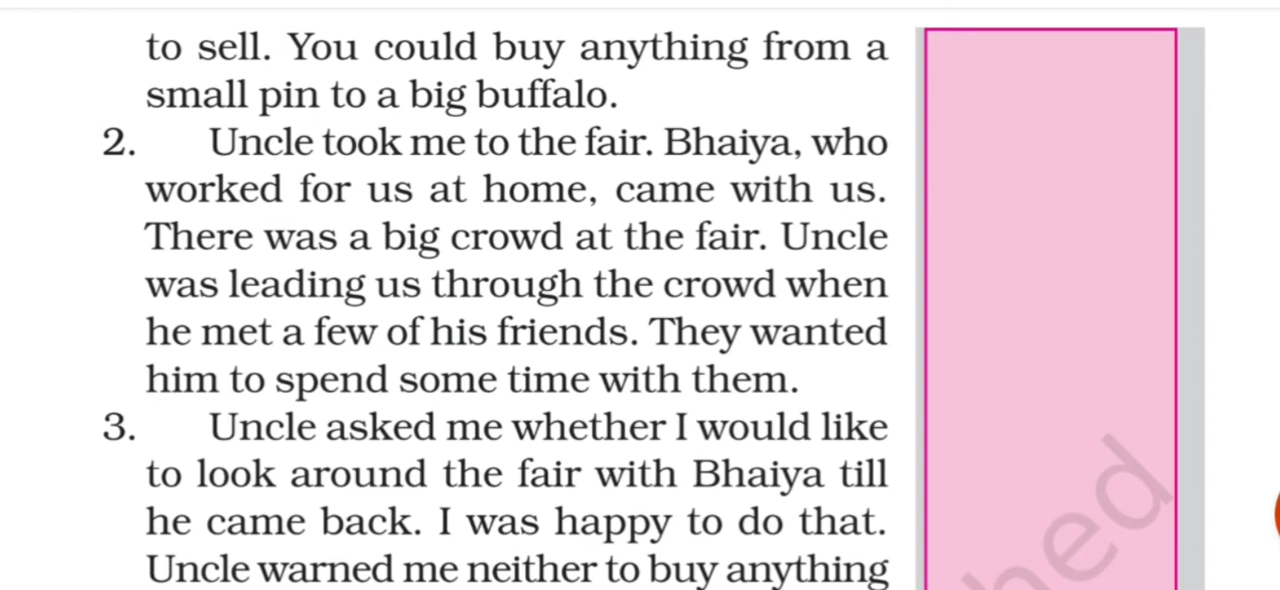 to sell. You could buy anything from a
small pin to a big buffalo.
2. Uncle took me to the fair. Bhaiya, who
worked for us at home, came with us.
There was a big crowd at the fair. Uncle
was leading us through the crowd when
he met a few of his friends. They wanted
him to spend some time with them.
3. Uncle asked me whether I would like
to look around the fair with Bhaiya till
he came back. I was happy to do that.
Uncle warned me neither to buy anything
hed